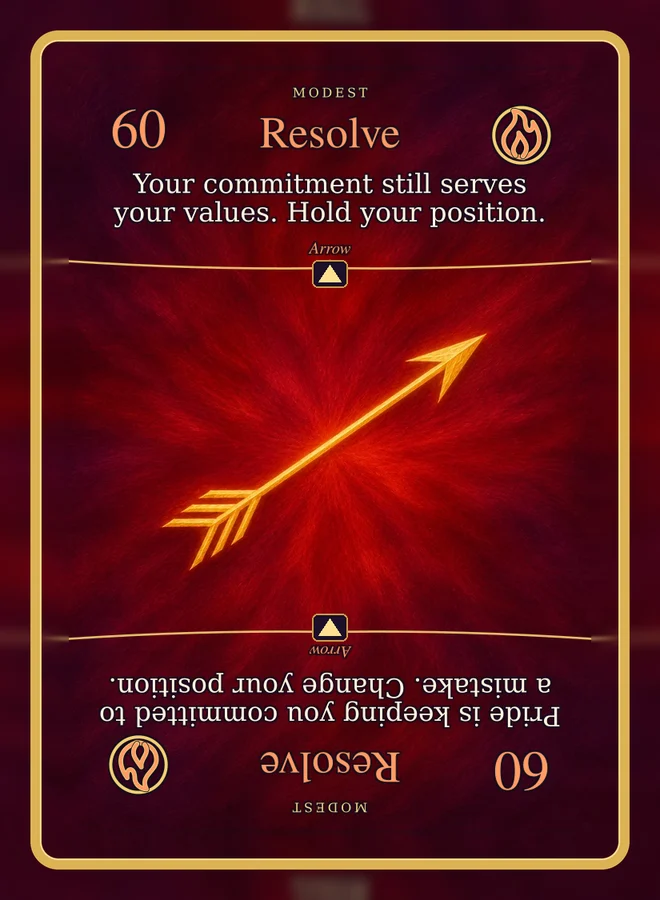 MODEST
60 Resolve
Your commitment still serves
your values. Hold your position.
Arrow
Arrow
Pride is keeping you committed to
a mistake. Change your position.
60 Resolve
MODEST